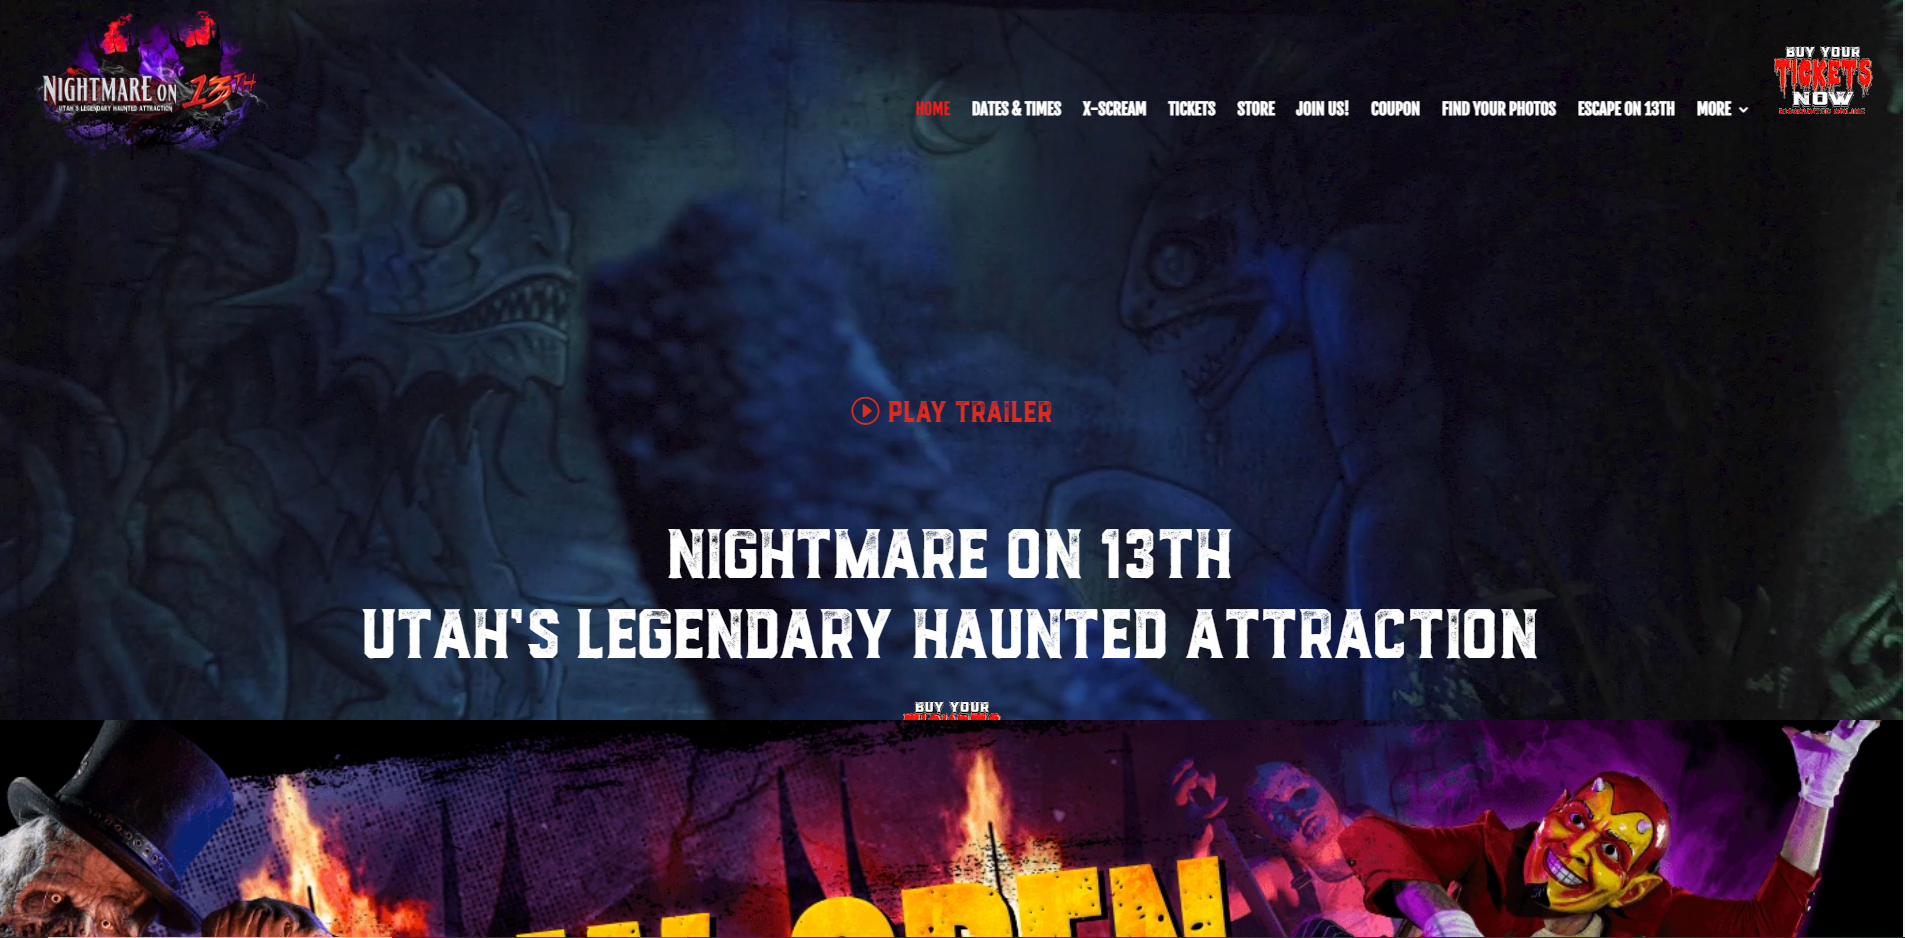 NIGHTMARE ON 13TH
UTAH'S LEGENDARY HAUNTED ATTRACTION
HOME DATES & TIMES X-SCREAM TICKETS STORE JOIN US! COUPON FIND YOUR PHOTOS ESCAPE ON 13TH MORE
BUY YOUR
TICKETS
NOW
PLAY TRAILER
NIGHTMARE ON 13TH
UTAH'S LEGENDARY HAUNTED ATTRACTION
BUY YOUR
OPEN